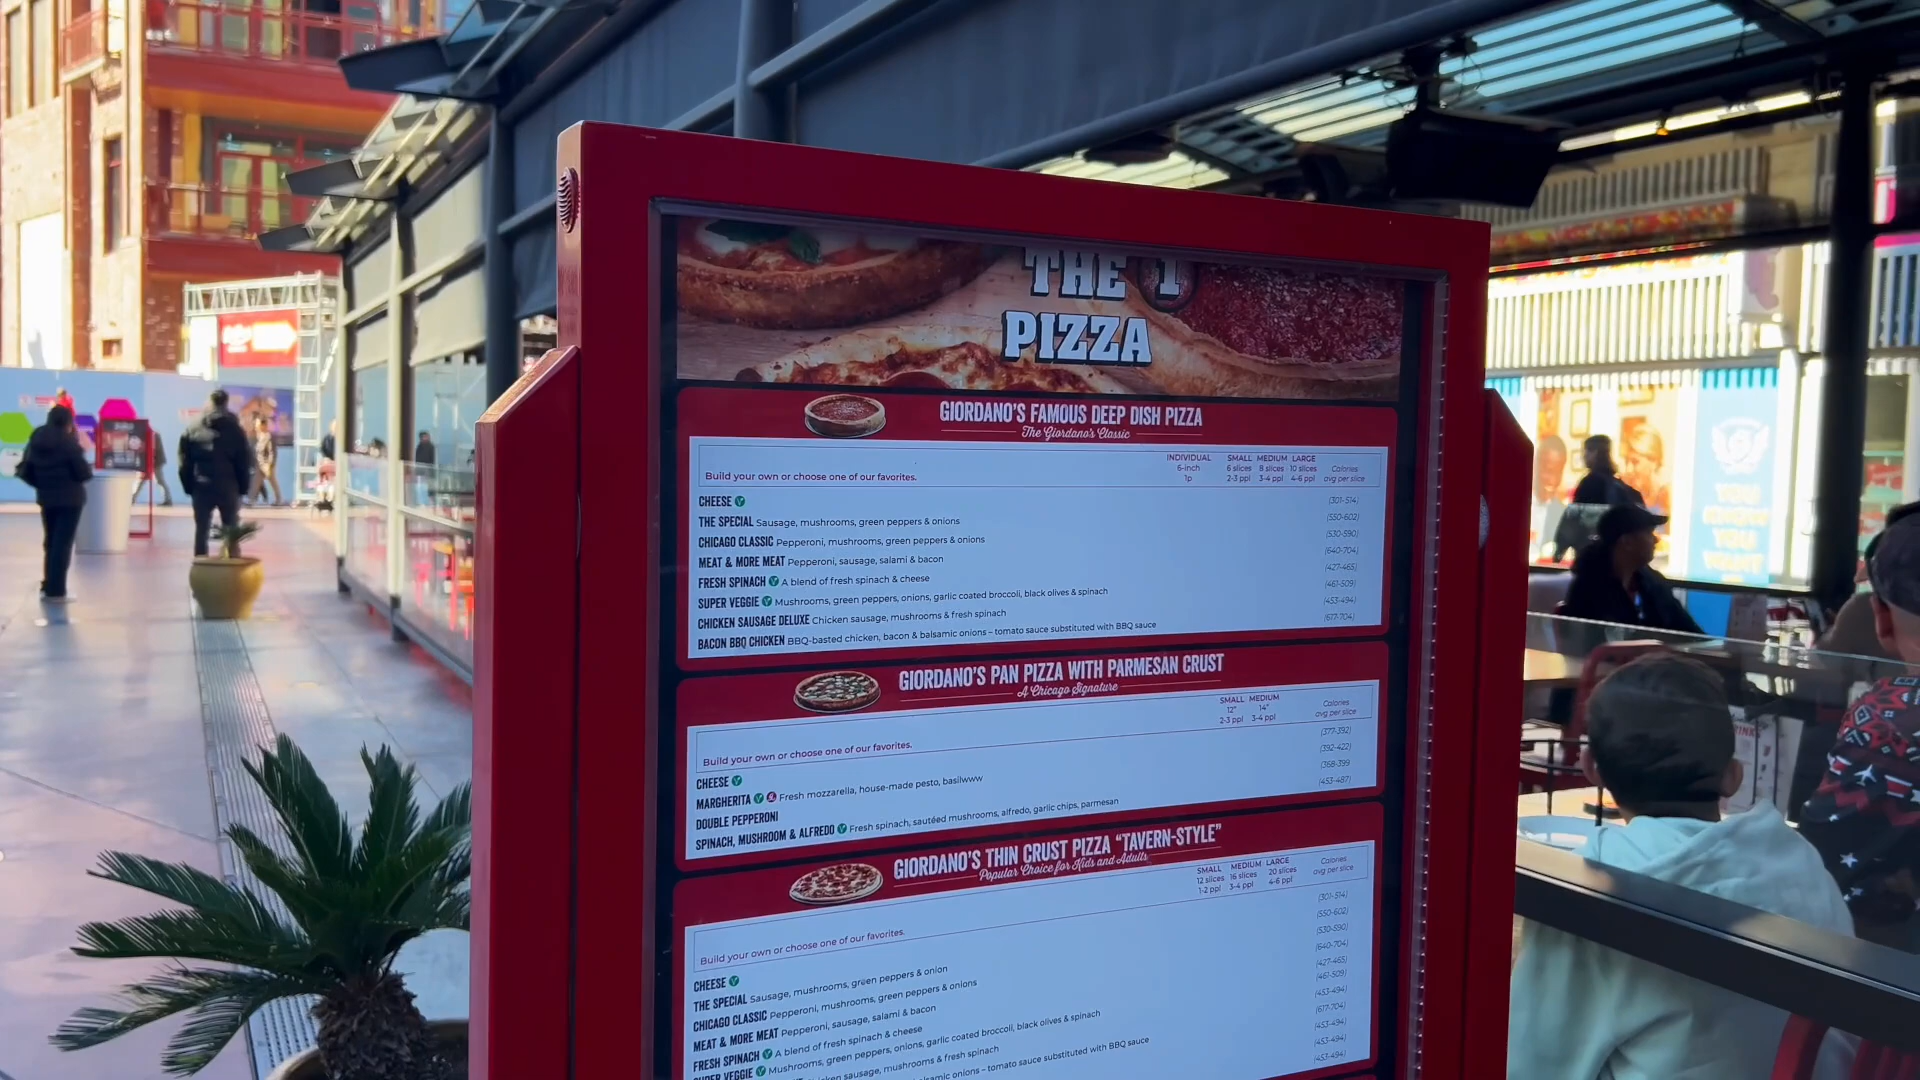 THE 1
PIZZA
GIORDANO'S FAMOUS DEEP DISH PIZZA
The Giordano's Classic
INDIVIDUAL SMALL MEDIUM LARGE
6-inch 6 slices 8 slices 10 slices Calories
Build your own or choose one of our favorites. 1p 2-3 ppl 3-4 ppl 4-6 ppl avg per slice
CHEESE (301-514)
THE SPECIAL Sausage, mushrooms, green peppers & onions (550-602)
CHICAGO CLASSIC Pepperoni, mushrooms, green peppers & onions (530-590)
MEAT & MORE MEAT Pepperoni, sausage, salami & bacon (640-704)
FRESH SPINACH V A blend of fresh spinach & cheese (427-465)
SUPER VEGGIE V Mushrooms, green peppers, onions, garlic coated broccoli, black olives & spinach (461-509)
CHICKEN SAUSAGE DELUXE Chicken sausage, mushrooms & fresh spinach (453-494)
BACON BBQ CHICKEN BBQ-basted chicken, bacon & balsamic onions – tomato sauce substituted with BBQ sauce (617-704)
GIORDANO'S PAN PIZZA WITH PARMESAN CRUST
A Chicago Signature
SMALL MEDIUM
12" 14" Calories
Build your own or choose one of our favorites. 2-3 ppl 3-4 ppl avg per slice
CHEESE V (377-392)
MARGHERITA V Fresh mozzarella, house-made pesto, basilwww (392-422)
DOUBLE PEPPERONI (368-399
SPINACH, MUSHROOM & ALFREDO V Fresh spinach, sautéed mushrooms, alfredo, garlic chips, parmesan (453-487)
GIORDANO'S THIN CRUST PIZZA "TAVERN-STYLE"
Popular Choice for Kids and Adults
SMALL MEDIUM LARGE
12 slices 16 slices 20 slices Calories
Build your own or choose one of our favorites. 1-2 ppl 3-4 ppl 4-6 ppl avg per slice
CHEESE V (301-514)
THE SPECIAL Sausage, mushrooms, green peppers & onion (550-602)
CHICAGO CLASSIC Pepperoni, mushrooms, green peppers & onions (530-590)
MEAT & MORE MEAT Pepperoni, sausage, salami & bacon (640-704)
FRESH SPINACH V A blend of fresh spinach & cheese (427-465)
SUPER VEGGIE V Mushrooms, green peppers, onions, garlic coated broccoli, black olives & spinach (461-509)
sausage, mushrooms & fresh spinach (453-494)
onions – tomato sauce substituted with BBQ sauce (617-704)
(453-494)
(453-494)
(453-494)
YOU
KNOW
YOU
WANT